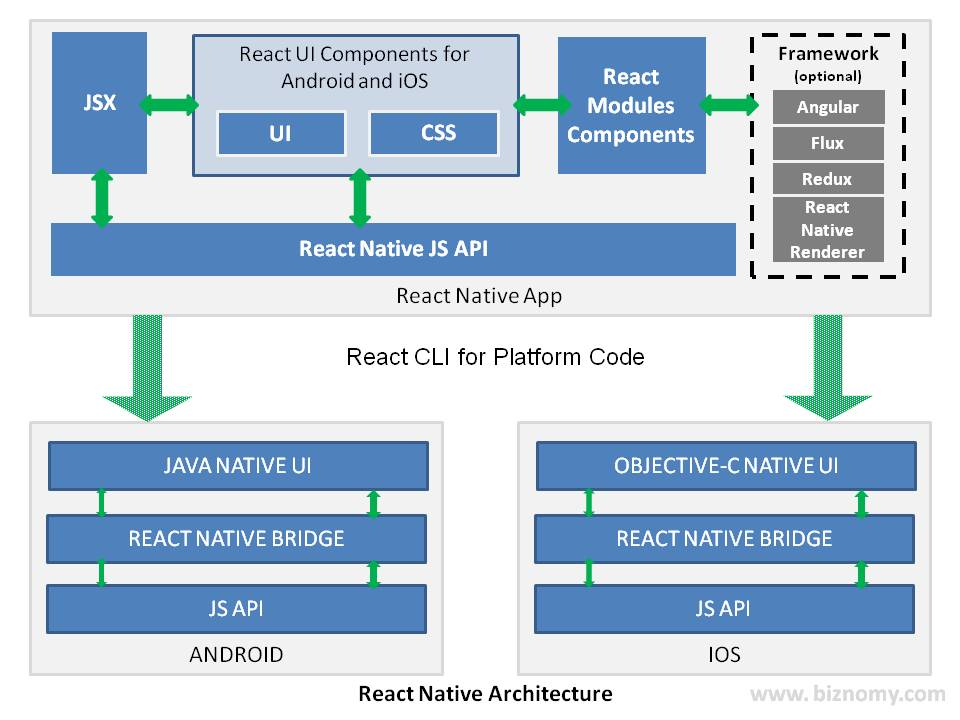 JSX
React UI Components for
Android and iOS
UI
CSS
React
Modules
Components
Framework
(optional)
Angular
Flux
Redux
React
Native
Renderer
React Native JS API
React Native App
React CLI for Platform Code
JAVA NATIVE UI
REACT NATIVE BRIDGE
JS API
ANDROID
OBJECTIVE-C NATIVE UI
REACT NATIVE BRIDGE
JS API
IOS
React Native Architecture
www. biznomy.com